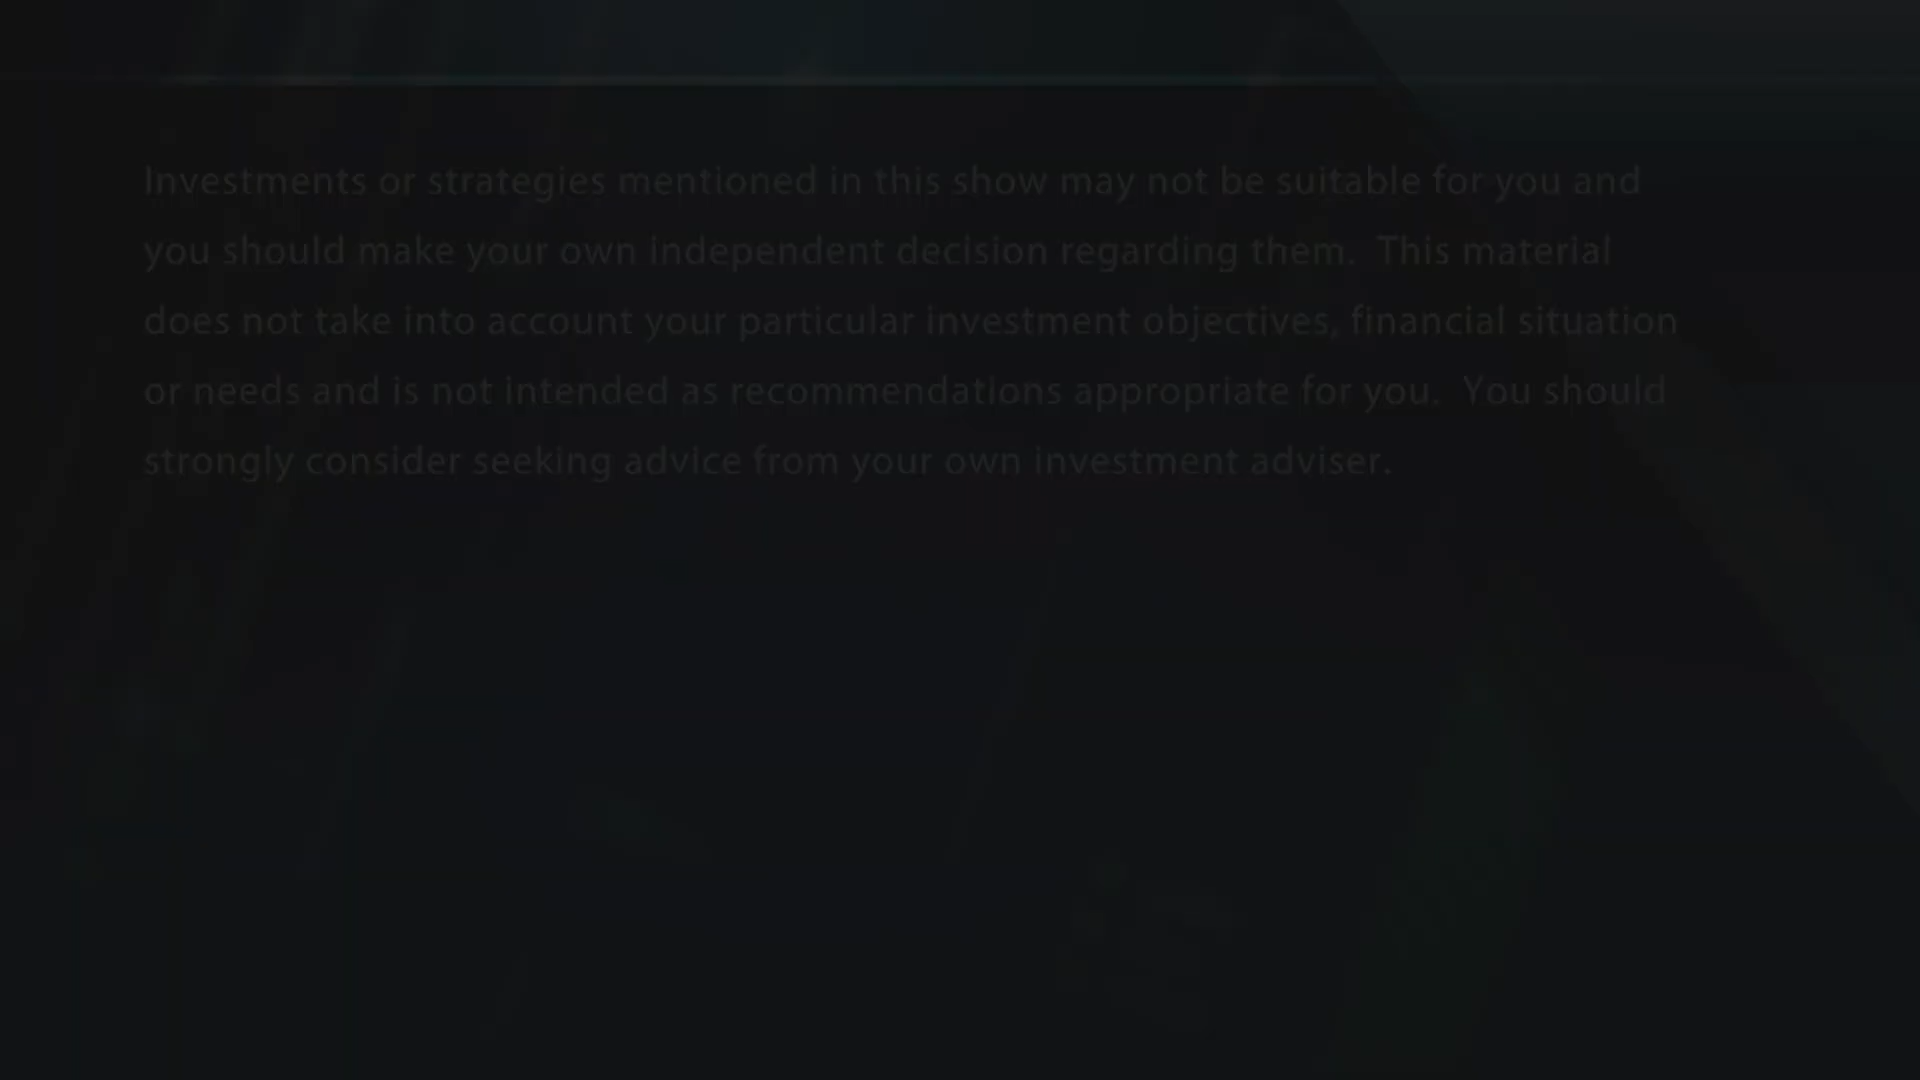 Investments or strategies mentioned in this show may not be suitable for you and
you should make your own independent decision regarding them.  This material
does not take into account your particular investment objectives, financial situation
or needs and is not intended as recommendations appropriate for you.  You should
strongly consider seeking advice from your own investment adviser.